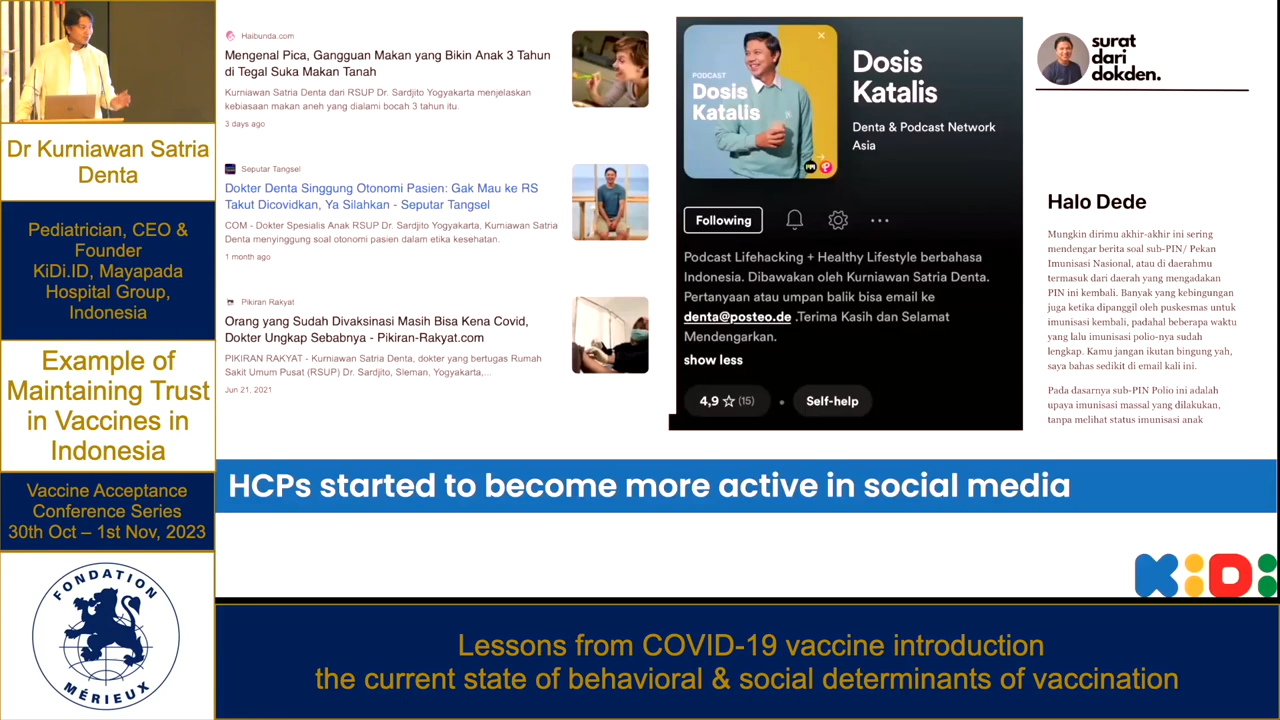 Dr Kurniawan Satria
Denta
Pediatrician, CEO &
Founder
KiDi.ID, Mayapada
Hospital Group,
Indonesia
Example of
Maintaining Trust
in Vaccines in
Indonesia
Vaccine Acceptance
Conference Series
30th Oct – 1st Nov, 2023
FONDATION
MÉRIEUX
Haibunda.com
Mengenal Pica, Gangguan Makan yang Bikin Anak 3 Tahun
di Tegal Suka Makan Tanah
Kurniawan Satria Denta dari RSUP Dr. Sardjito Yogyakarta menjelaskan
kebiasaan makan aneh yang dialami bocah 3 tahun itu.
3 days ago
Seputar Tangsel
Dokter Denta Singgung Otonomi Pasien: Gak Mau ke RS
Takut Dicovidkan, Ya Silahkan - Seputar Tangsel
COM - Dokter Spesialis Anak RSUP Dr. Sardjito Yogyakarta, Kurniawan Satria
Denta menyinggung soal otonomi pasien dalam etika kesehatan.
1 month ago
Pikiran Rakyat
Orang yang Sudah Divaksinasi Masih Bisa Kena Covid,
Dokter Ungkap Sebabnya - Pikiran-Rakyat.com
PIKIRAN RAKYAT - Kurniawan Satria Denta, dokter yang bertugas Rumah
Sakit Umum Pusat (RSUP) Dr. Sardjito, Sleman, Yogyakarta,...
Jun 21, 2021
PODCAST
Dosis
Katalis
Dosis
Katalis
Denta & Podcast Network
Asia
Following
Podcast Lifehacking + Healthy Lifestyle berbahasa
Indonesia. Dibawakan oleh Kurniawan Satria Denta.
Pertanyaan atau umpan balik bisa email ke
denta@posteo.de .Terima Kasih dan Selamat
Mendengarkan.
show less
4,9 ☆ (15)
Self-help
surat
dari
dokden.
Halo Dede
Mungkin dirimu akhir-akhir ini sering
mendengar berita soal sub-PIN/ Pekan
Imunisasi Nasional, atau di daerahmu
termasuk dari daerah yang mengadakan
PIN ini kembali. Banyak yang kebingungan
juga ketika dipanggil oleh puskesmas untuk
imunisasi kembali, padahal beberapa waktu
yang lalu imunisasi polio-nya sudah
lengkap. Kamu jangan ikutan bingung yah,
saya bahas sedikit di email kali ini.
Pada dasarnya sub-PIN Polio ini adalah
upaya imunisasi massal yang dilakukan,
tanpa melihat status imunisasi anak
HCPs started to become more active in social media
KiDi
Lessons from COVID-19 vaccine introduction
the current state of behavioral & social determinants of vaccination